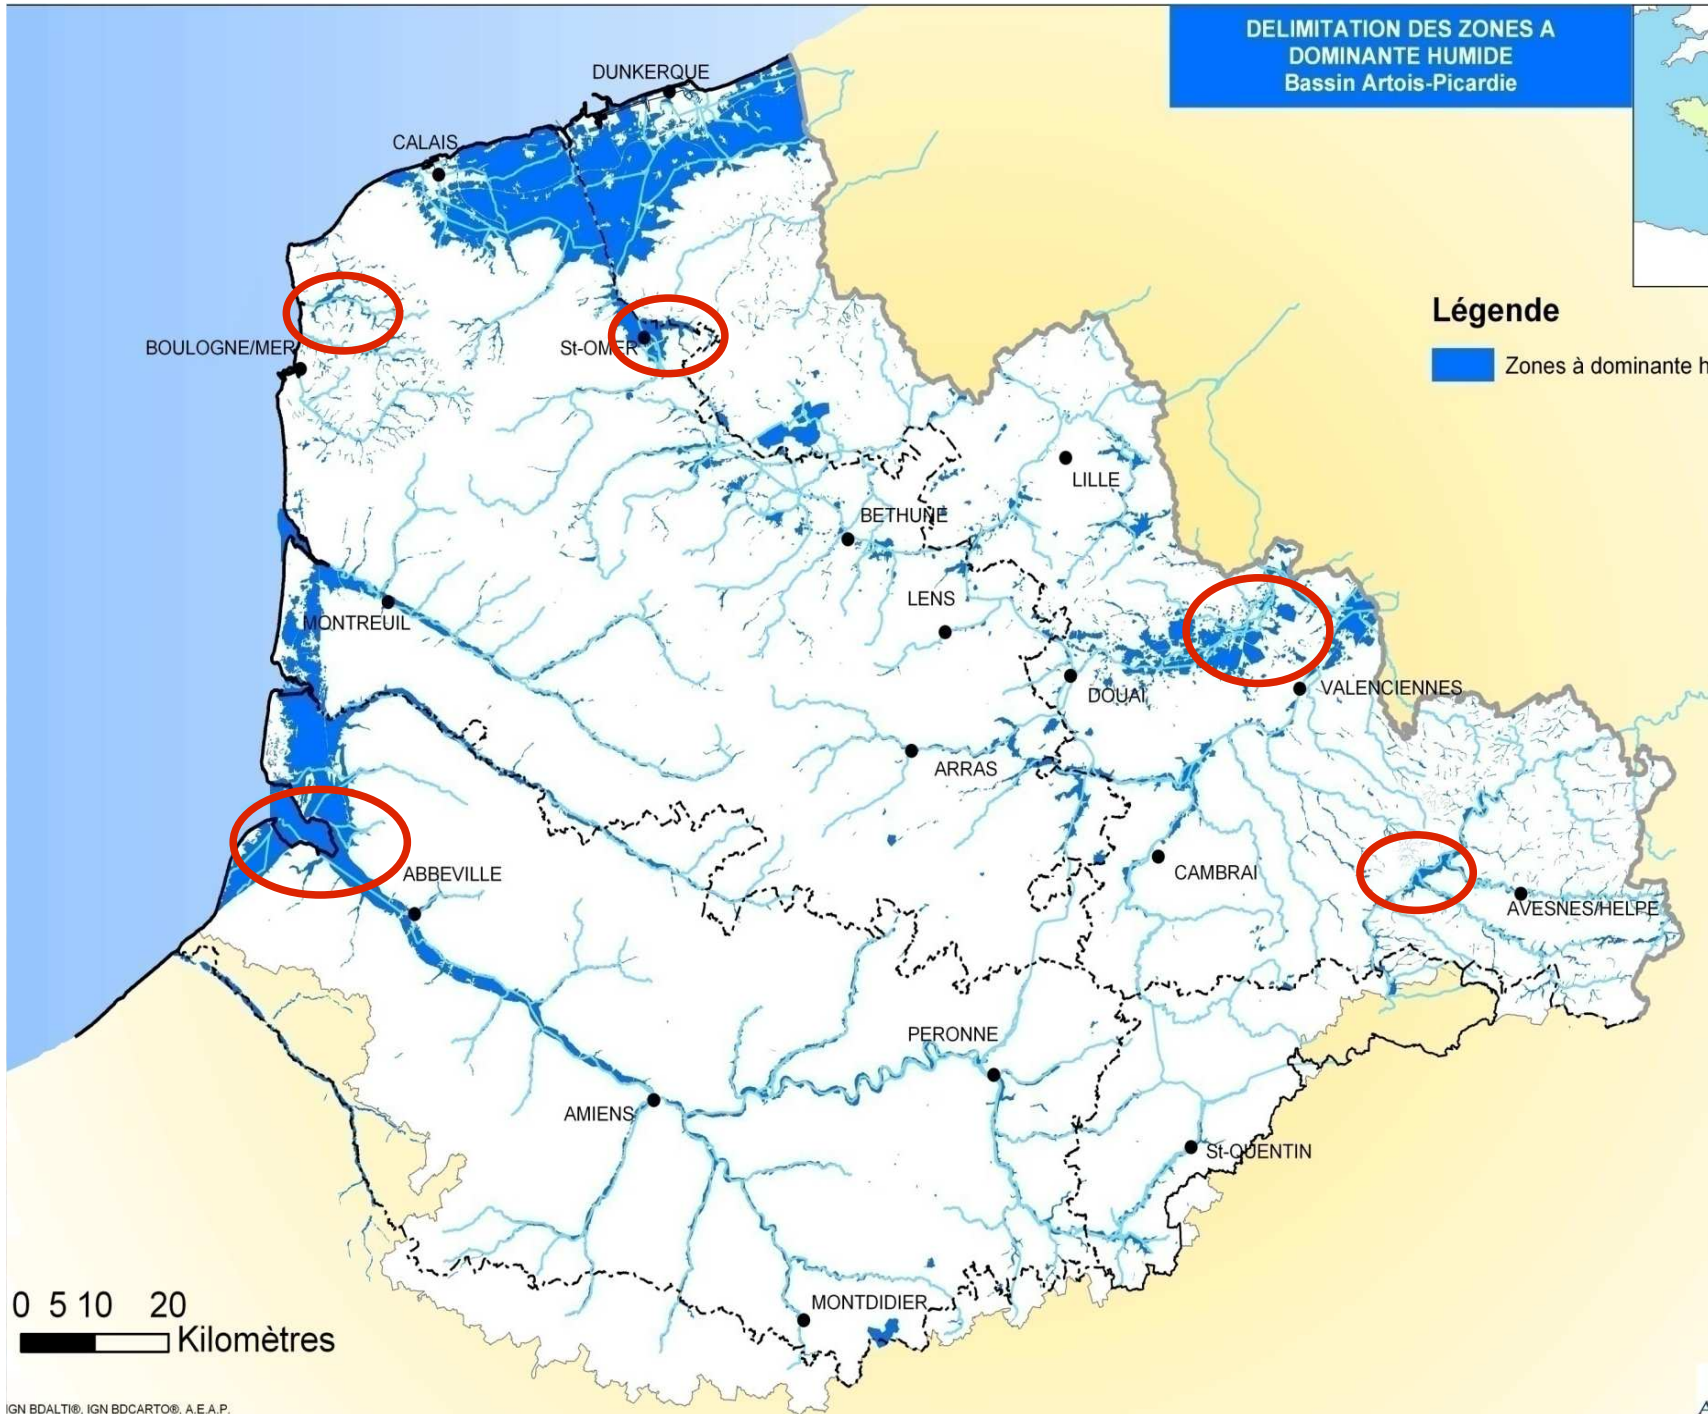 DELIMITATION DES ZONES A
DOMINANTE HUMIDE
Bassin Artois-Picardie
DUNKERQUE
CALAIS
Légende
BOULOGNE/MER
St-OMER
Zones à dominante h
LILLE
BETHUNE
LENS
MONTREUIL
DOUAI
VALENCIENNES
ARRAS
ABBEVILLE
CAMBRAI
AVESNES/HELPE
PERONNE
AMIENS
St-QUENTIN
MONTDIDIER
0 5 10 20
Kilomètres
IGN BDALTI®, IGN BDCARTO®, A.E.A.P.